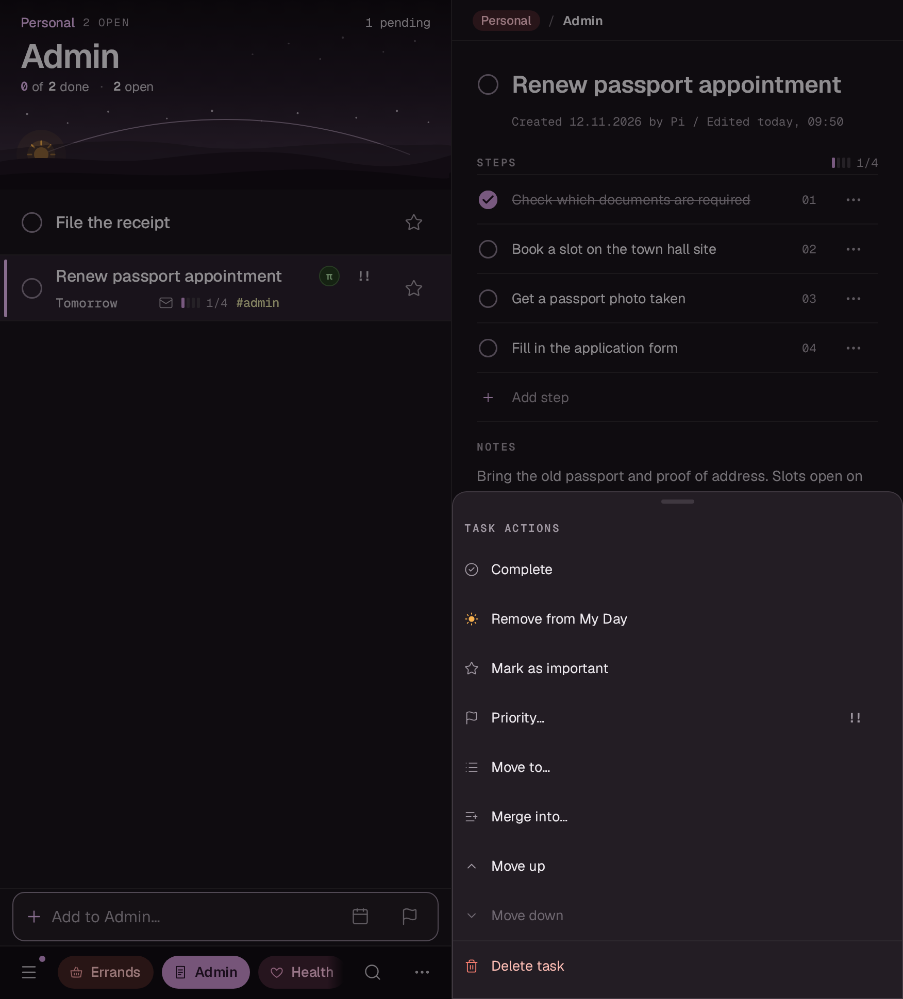 Personal 2 OPEN
1 pending
Admin
0 of 2 done · 2 open
File the receipt
Renew passport appointment π !!
Tomorrow 1/4 #admin
+ Add to Admin…
Errands
Admin
Health
Personal / Admin
Renew passport appointment
Created 12.11.2026 by Pi / Edited today, 09:50
STEPS 1/4
Check which documents are required 01
Book a slot on the town hall site 02
Get a passport photo taken 03
Fill in the application form 04
+ Add step
NOTES
Bring the old passport and proof of address. Slots open on
TASK ACTIONS
Complete
Remove from My Day
Mark as important
Priority… !!
Move to…
Merge into…
Move up
Move down
Delete task